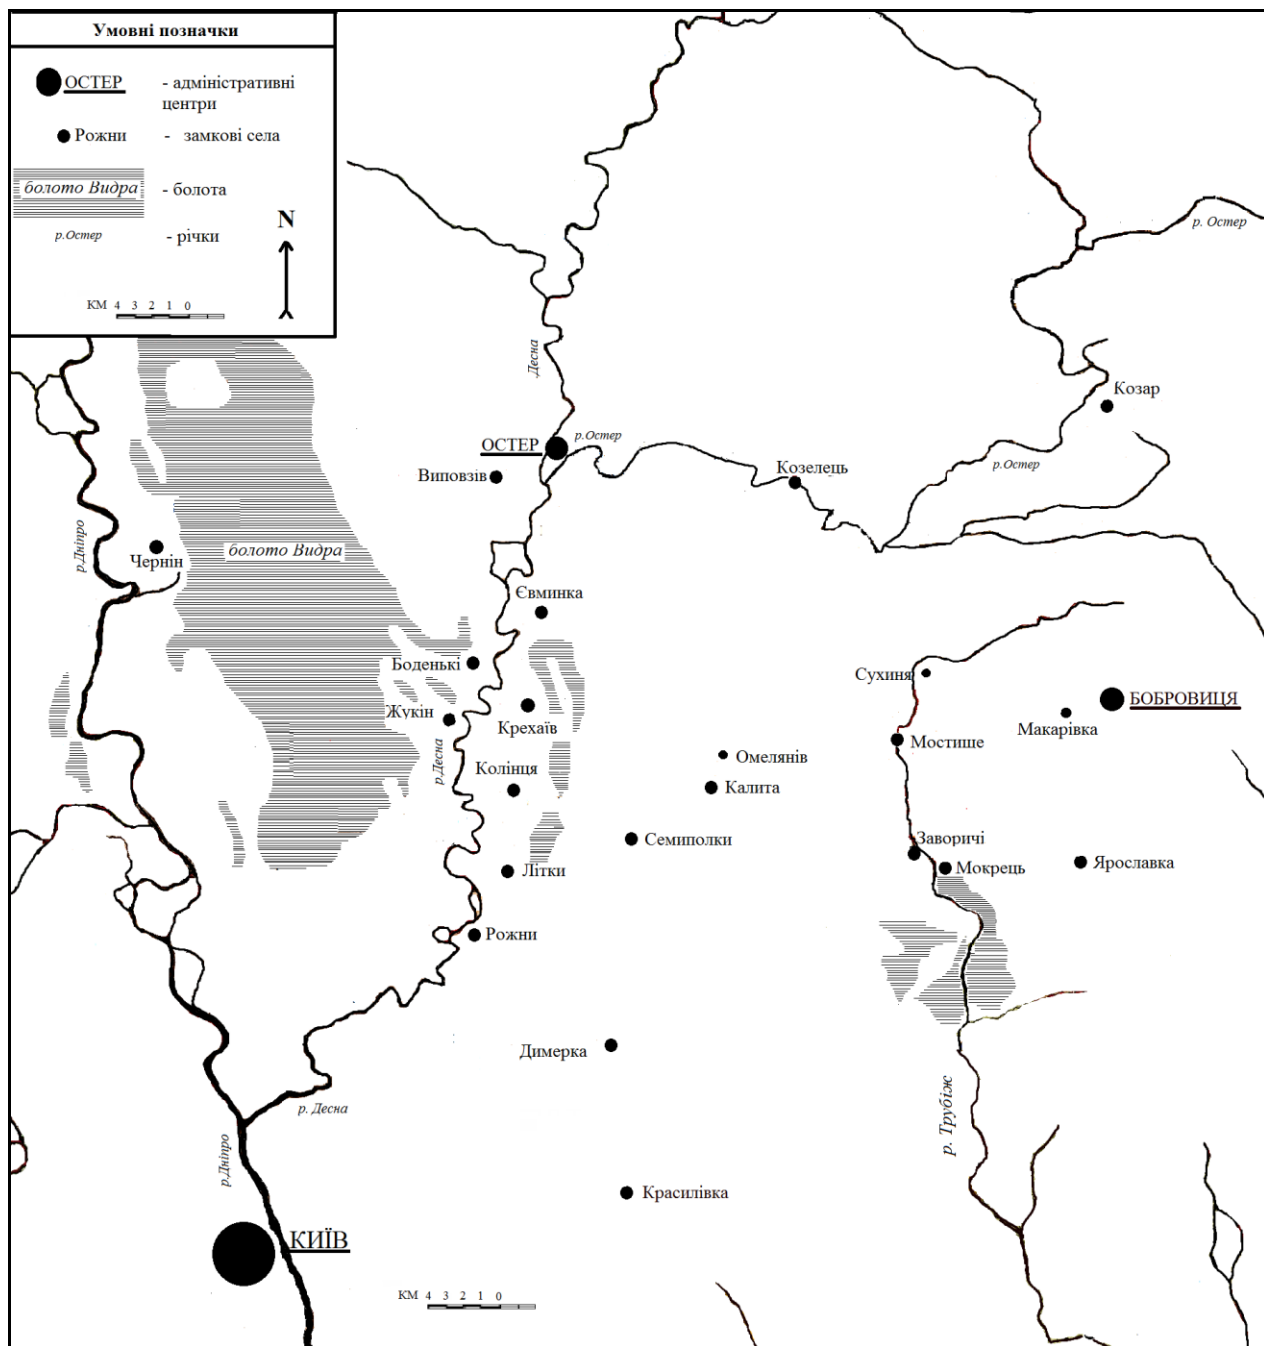 Умовні позначки
ОСТЕР - адміністративні
центри
Рожни - замкові села
болото Видра - болота
р.Остер - річки
N
КМ 4 3 2 1 0
р. Остер
.Десна
Козар
р.Остер
ОСТЕР
Виповзів
Козелець
р.Остер
р.Дніпро
Чернін
болото Видра
Євминка
Боденькі
Сухиня
Жукін
Крехаїв
БОБРОВИЦЯ
Макарівка
Мостише
р.Десна
Колінця
Омелянів
Калита
Семиполки
Заворичі
Літки
Мокрець
Ярославка
Рожни
Димерка
р. Десна
р. Трубіж
р.Дніпро
Красилівка
КИЇВ
КМ 4 3 2 1 0